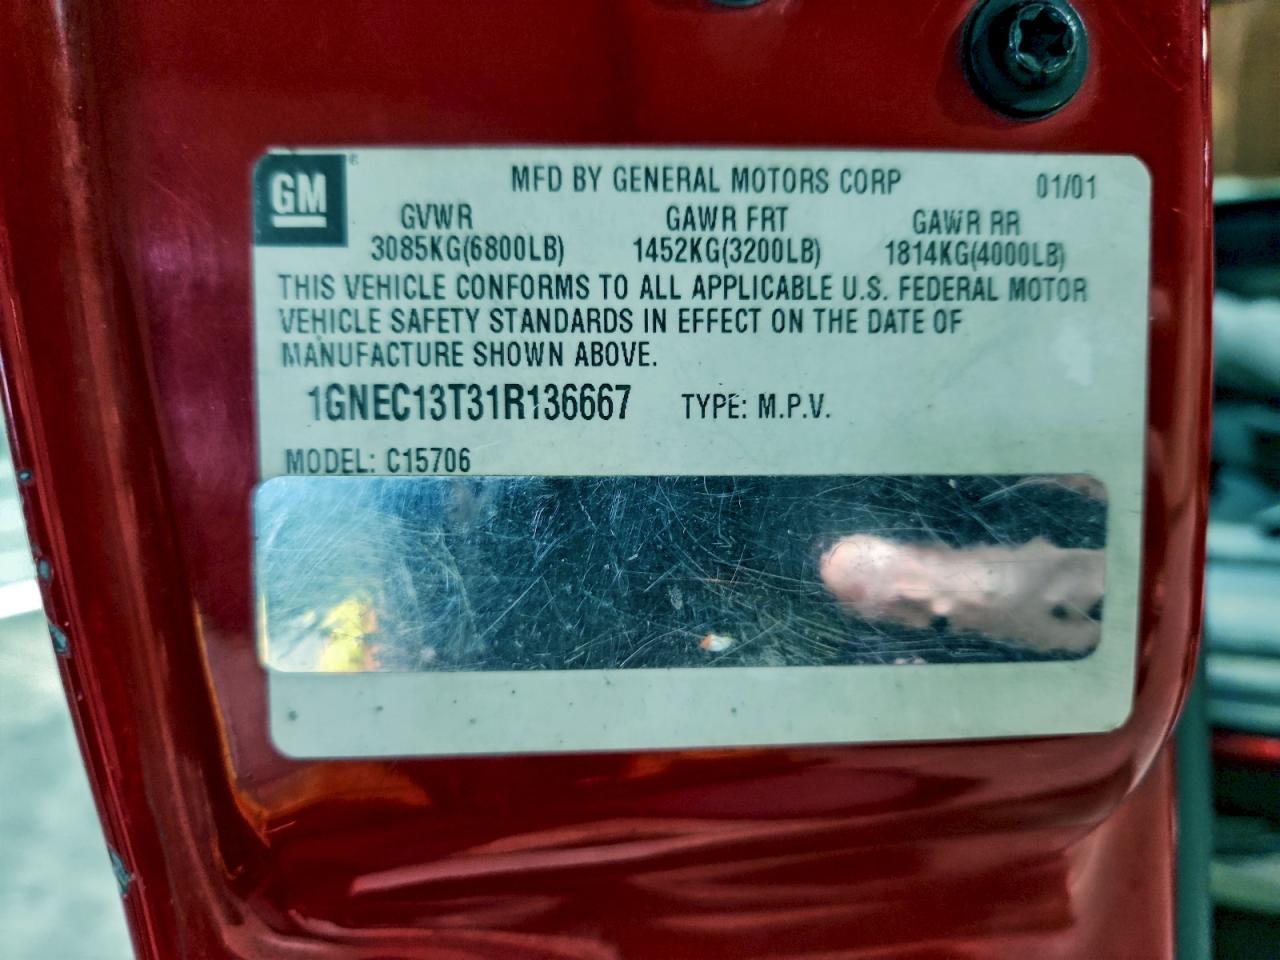 GM®
MFD BY GENERAL MOTORS CORP 01/01
GVWR GAWR FRT GAWR RR
3085KG(6800LB) 1452KG(3200LB) 1814KG(4000LB)
THIS VEHICLE CONFORMS TO ALL APPLICABLE U.S. FEDERAL MOTOR
VEHICLE SAFETY STANDARDS IN EFFECT ON THE DATE OF
MANUFACTURE SHOWN ABOVE.
1GNEC13T31R136667 TYPE: M.P.V.
MODEL: C15706